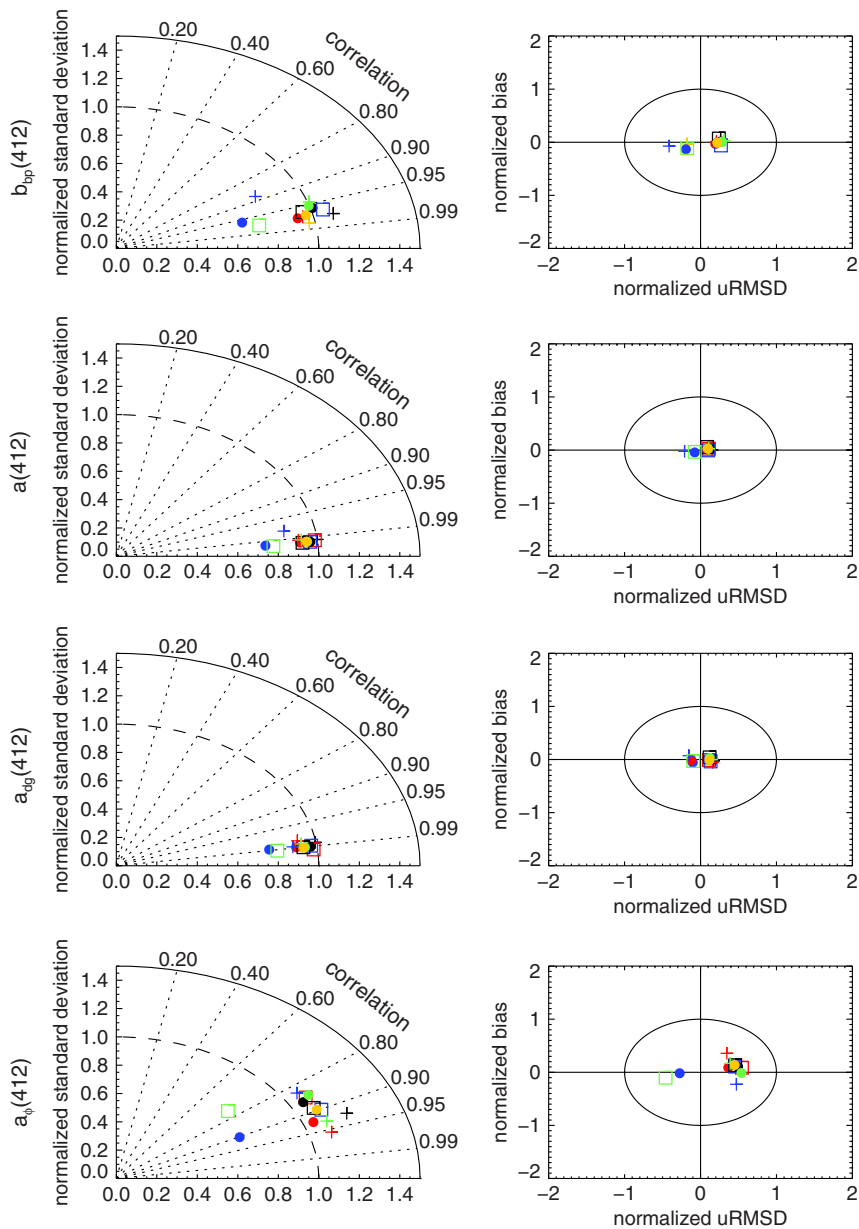 b_bp(412)
normalized standard deviation
1.4
1.2
1.0
0.8
0.6
0.4
0.2
0.0
0.0 0.2 0.4 0.6 0.8 1.0 1.2 1.4
0.20
0.40
0.60
0.80
0.90
0.95
0.99
correlation
normalized bias
2
1
0
−1
−2
−2 −1 0 1 2
normalized uRMSD
a(412)
normalized standard deviation
1.4
1.2
1.0
0.8
0.6
0.4
0.2
0.0
0.0 0.2 0.4 0.6 0.8 1.0 1.2 1.4
0.20
0.40
0.60
0.80
0.90
0.95
0.99
correlation
normalized bias
2
1
0
−1
−2
−2 −1 0 1 2
normalized uRMSD
a_dg(412)
normalized standard deviation
1.4
1.2
1.0
0.8
0.6
0.4
0.2
0.0
0.0 0.2 0.4 0.6 0.8 1.0 1.2 1.4
0.20
0.40
0.60
0.80
0.90
0.95
0.99
correlation
normalized bias
2
1
0
−1
−2
−2 −1 0 1 2
normalized uRMSD
a_ϕ(412)
normalized standard deviation
1.4
1.2
1.0
0.8
0.6
0.4
0.2
0.0
0.0 0.2 0.4 0.6 0.8 1.0 1.2 1.4
0.20
0.40
0.60
0.80
0.90
0.95
0.99
correlation
normalized bias
2
1
0
−1
−2
−2 −1 0 1 2
normalized uRMSD